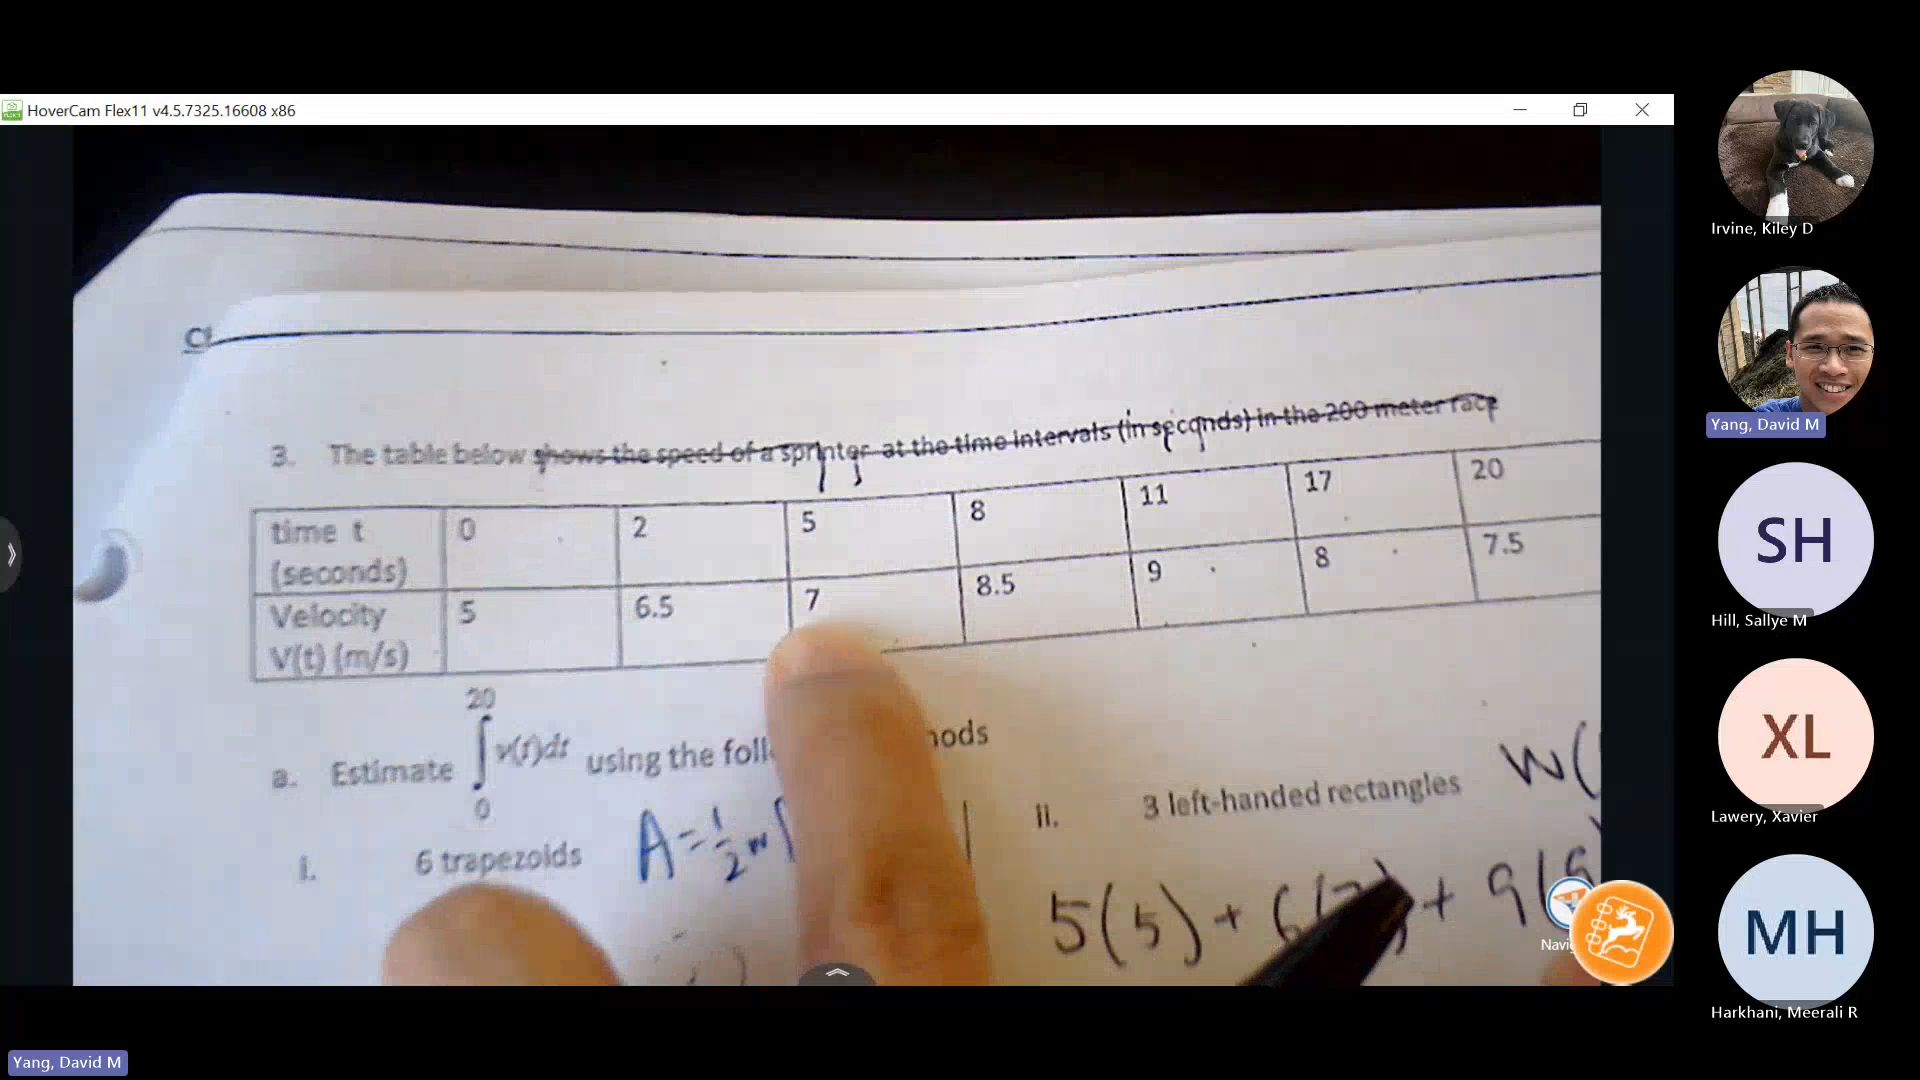 HoverCam Flex11 v4.5.7325.16608 x86
3. The table below shows the speed of a sprinter at the time intervals (in seconds) in the 200 meter race
time t (seconds) 0 2 5 8 11 17 20
Velocity V(t) (m/s) 5 6.5 7 8.5 9 8 7.5
a. Estimate ∫ 20 0 v(t)dt using the
i. 6 trapezoids A = 1/2 w
ii. 3 left-handed rectangles w(
5(5) + 6( + 9(
Irvine, Kiley D
Yang, David M
SH
Hill, Sallye M
XL
Lawery, Xavier
MH
Harkhani, Meerali R
Yang, David M